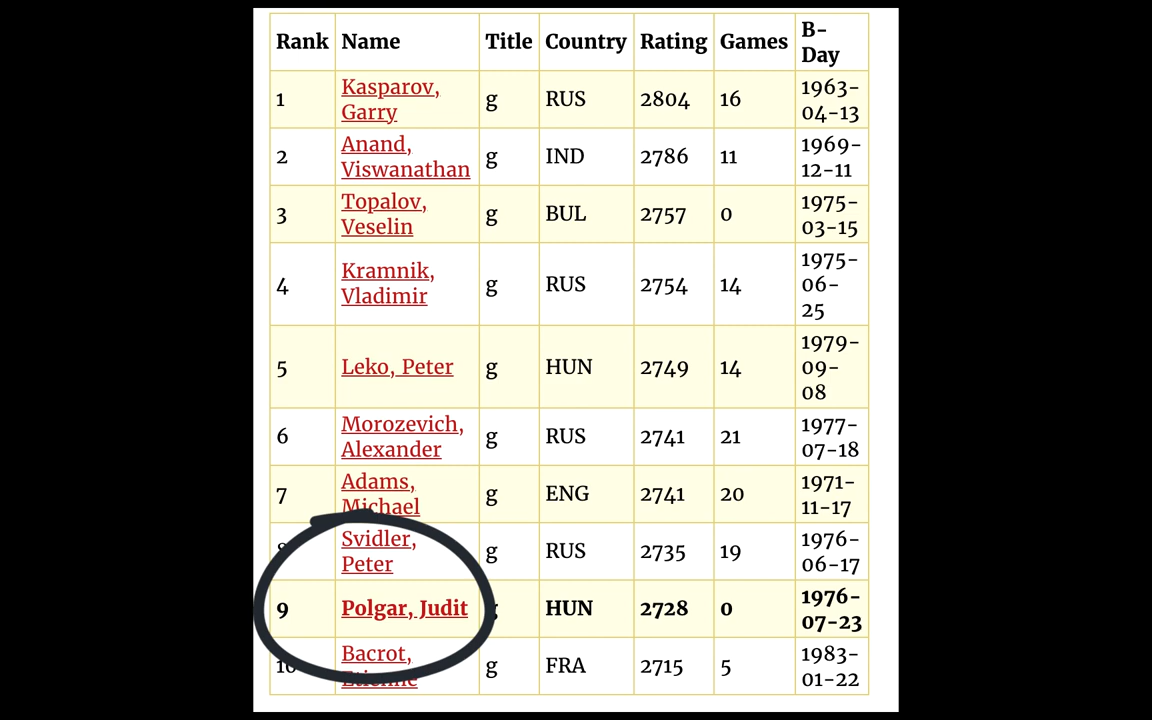 Rank Name Title Country Rating Games B-
Day
1 Kasparov,
Garry g RUS 2804 16 1963-
04-13
2 Anand,
Viswanathan g IND 2786 11 1969-
12-11
3 Topalov,
Veselin g BUL 2757 0 1975-
03-15
4 Kramnik,
Vladimir g RUS 2754 14 1975-
06-
25
5 Leko, Peter g HUN 2749 14 1979-
09-
08
6 Morozevich,
Alexander g RUS 2741 21 1977-
07-18
7 Adams,
Michael g ENG 2741 20 1971-
11-17
8 Svidler,
Peter g RUS 2735 19 1976-
06-17
9 Polgar, Judit g HUN 2728 0 1976-
07-23
10 Bacrot,
Etienne g FRA 2715 5 1983-
01-22